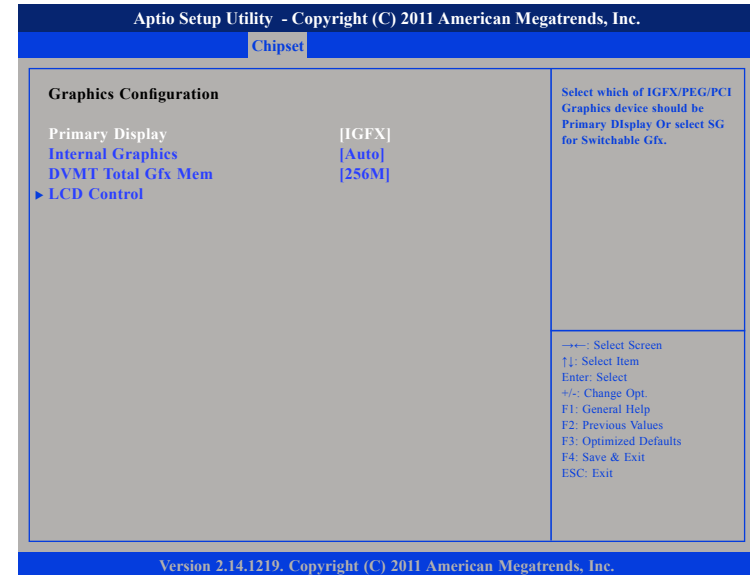 Aptio Setup Utility - Copyright (C) 2011 American Megatrends, Inc.
Chipset
Graphics Configuration
Primary Display [IGFX]
Internal Graphics [Auto]
DVMT Total Gfx Mem [256M]
▶ LCD Control
Select which of IGFX/PEG/PCI
Graphics device should be
Primary DIsplay Or select SG
for Switchable Gfx.
→←: Select Screen
↑↓: Select Item
Enter: Select
+/-: Change Opt.
F1: General Help
F2: Previous Values
F3: Optimized Defaults
F4: Save & Exit
ESC: Exit
Version 2.14.1219. Copyright (C) 2011 American Megatrends, Inc.